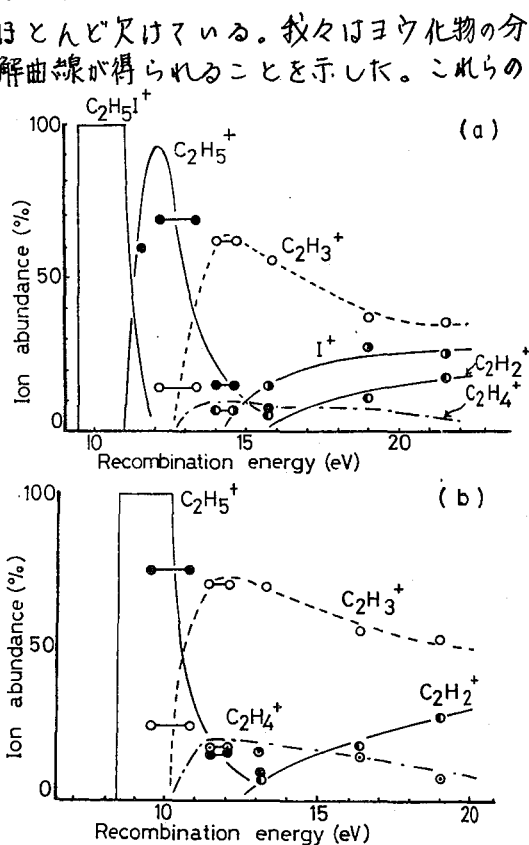 ほとんど欠けている。我々はヨウ化物の分
解曲線が得られることを示した。これらの
(a)
C₂H₅I⁺
C₂H₅⁺
C₂H₃⁺
I⁺
C₂H₂⁺
C₂H₄⁺
100
50
0
Ion abundance (%)
10 15 20
Recombination energy (eV)
(b)
C₂H₅⁺
C₂H₃⁺
C₂H₄⁺
C₂H₂⁺
100
50
0
Ion abundance (%)
10 15 20
Recombination energy (eV)